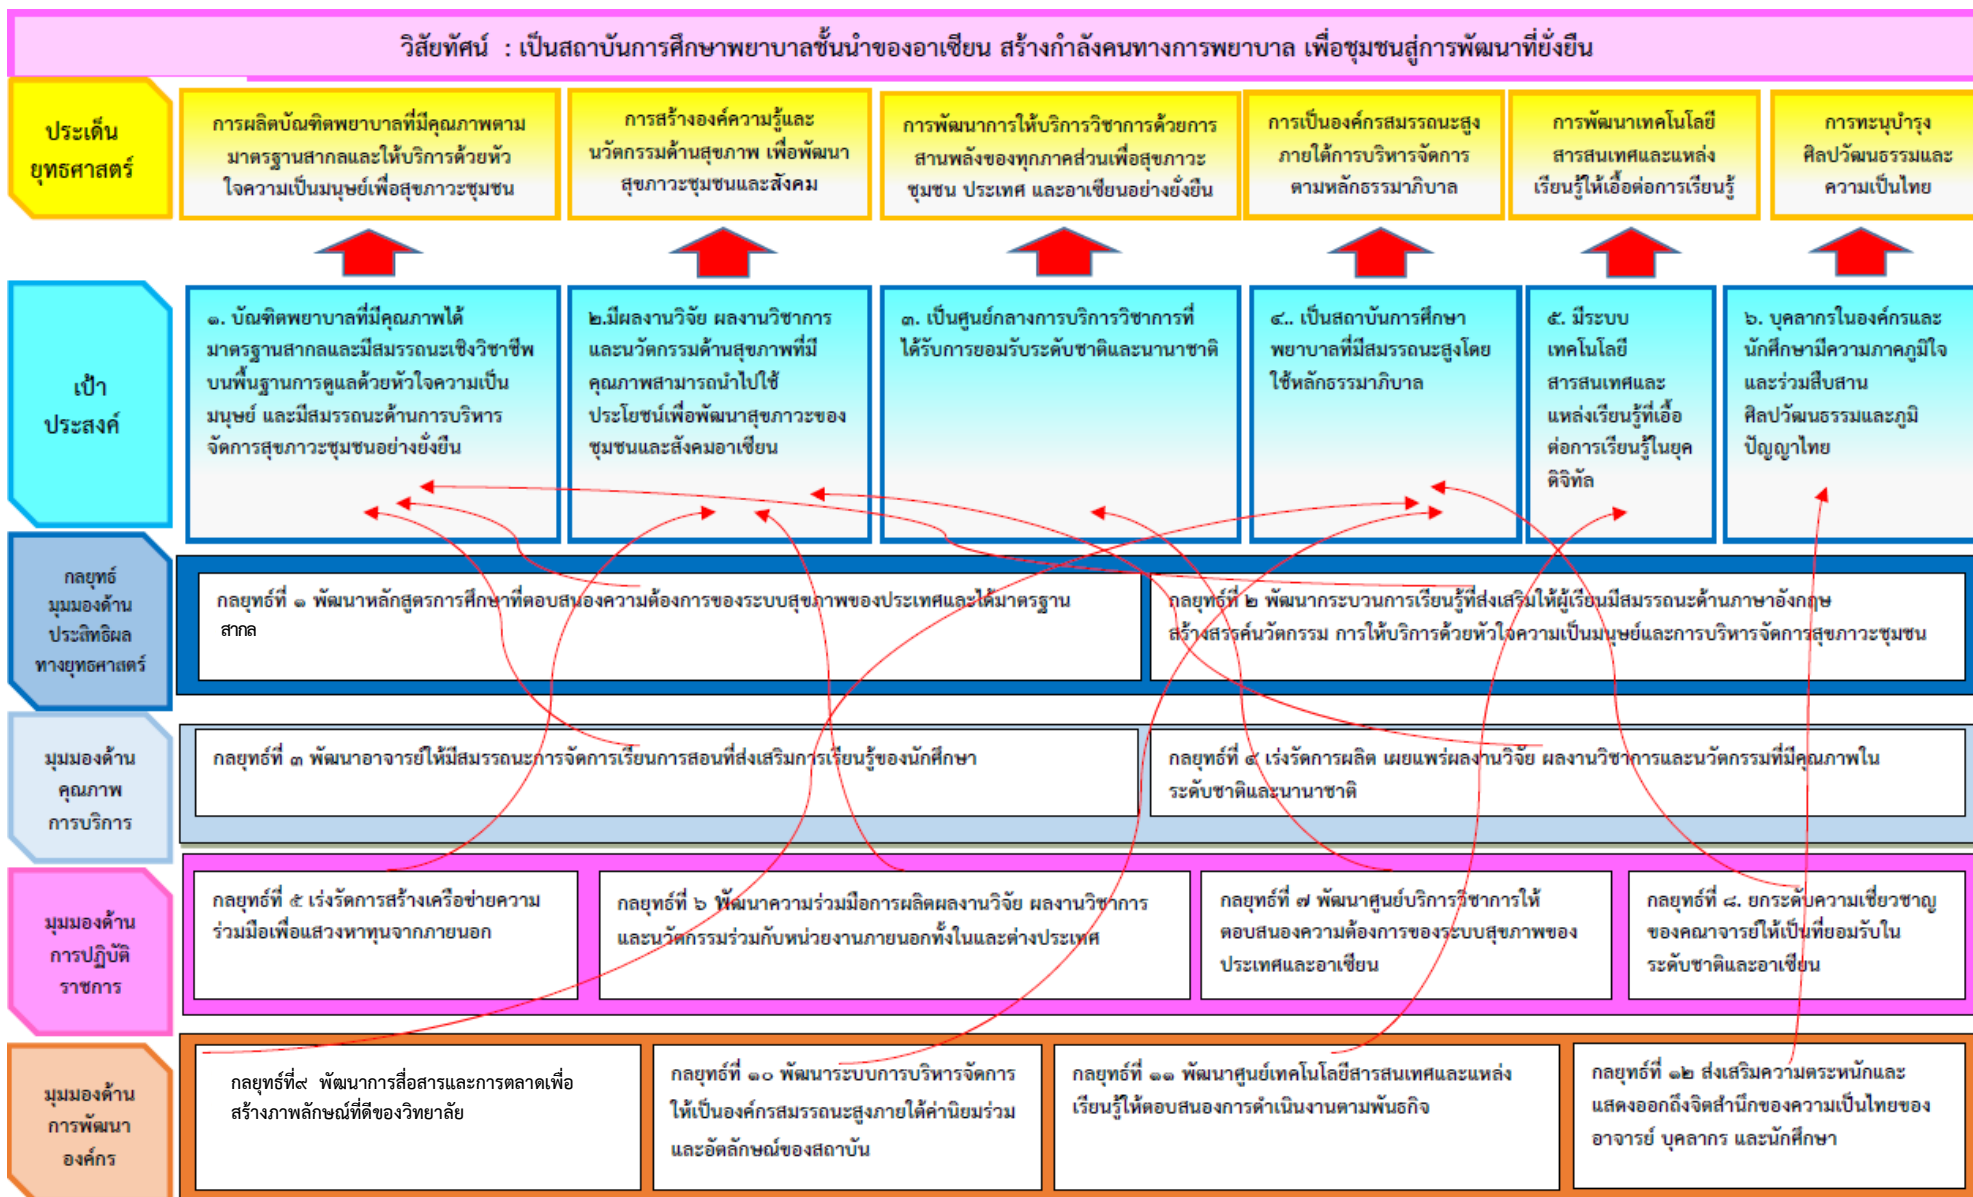 วิสัยทัศน์ : เป็นสถาบันการศึกษาพยาบาลชั้นนำของอาเซียน สร้างกำลังคนทางการพยาบาล เพื่อชุมชนสู่การพัฒนาที่ยั่งยืน
ประเด็น
ยุทธศาสตร์
การผลิตบัณฑิตพยาบาลที่มีคุณภาพตาม
มาตรฐานสากลและให้บริการด้วยหัว
ใจความเป็นมนุษย์เพื่อสุขภาวะชุมชน
การสร้างองค์ความรู้และ
นวัตกรรมด้านสุขภาพ เพื่อพัฒนา
สุขภาวะชุมชนและสังคม
การพัฒนาการให้บริการวิชาการด้วยการ
สานพลังของทุกภาคส่วนเพื่อสุขภาวะ
ชุมชน ประเทศ และอาเซียนอย่างยั่งยืน
การเป็นองค์กรสมรรถนะสูง
ภายใต้การบริหารจัดการ
ตามหลักธรรมาภิบาล
การพัฒนาเทคโนโลยี
สารสนเทศและแหล่ง
เรียนรู้ให้เอื้อต่อการเรียนรู้
การทะนุบำรุง
ศิลปวัฒนธรรมและ
ความเป็นไทย
เป้า
ประสงค์
๑. บัณฑิตพยาบาลที่มีคุณภาพได้
มาตรฐานสากลและมีสมรรถนะเชิงวิชาชีพ
บนพื้นฐานการดูแลด้วยหัวใจความเป็น
มนุษย์ และมีสมรรถนะด้านการบริหาร
จัดการสุขภาวะชุมชนอย่างยั่งยืน
๒.มีผลงานวิจัย ผลงานวิชาการ
และนวัตกรรมด้านสุขภาพที่มี
คุณภาพสามารถนำไปใช้
ประโยชน์เพื่อพัฒนาสุขภาวะของ
ชุมชนและสังคมอาเซียน
๓. เป็นศูนย์กลางการบริการวิชาการที่
ได้รับการยอมรับระดับชาติและนานาชาติ
๔.. เป็นสถาบันการศึกษา
พยาบาลที่มีสมรรถนะสูงโดย
ใช้หลักธรรมาภิบาล
๕. มีระบบ
เทคโนโลยี
สารสนเทศและ
แหล่งเรียนรู้ที่เอื้อ
ต่อการเรียนรู้ในยุค
ดิจิทัล
๖. บุคลากรในองค์กรและ
นักศึกษามีความภาคภูมิใจ
และร่วมสืบสาน
ศิลปวัฒนธรรมและภูมิ
ปัญญาไทย
กลยุทธ์
มุมมองด้าน
ประสิทธิผล
ทางยุทธศาสตร์
กลยุทธ์ที่ ๑ พัฒนาหลักสูตรการศึกษาที่ตอบสนองความต้องการของระบบสุขภาพของประเทศและได้มาตรฐาน
สากล
กลยุทธ์ที่ ๒ พัฒนากระบวนการเรียนรู้ที่ส่งเสริมให้ผู้เรียนมีสมรรถนะด้านภาษาอังกฤษ
สร้างสรรค์นวัตกรรม การให้บริการด้วยหัวใจความเป็นมนุษย์และการบริหารจัดการสุขภาวะชุมชน
มุมมองด้าน
คุณภาพ
การบริการ
กลยุทธ์ที่ ๓ พัฒนาอาจารย์ให้มีสมรรถนะการจัดการเรียนการสอนที่ส่งเสริมการเรียนรู้ของนักศึกษา
กลยุทธ์ที่ ๔ เร่งรัดการผลิต เผยแพร่ผลงานวิจัย ผลงานวิชาการและนวัตกรรมที่มีคุณภาพใน
ระดับชาติและนานาชาติ
มุมมองด้าน
การปฏิบัติ
ราชการ
กลยุทธ์ที่ ๕ เร่งรัดการสร้างเครือข่ายความ
ร่วมมือเพื่อแสวงหาทุนจากภายนอก
กลยุทธ์ที่ ๖ พัฒนาความร่วมมือการผลิตผลงานวิจัย ผลงานวิชาการ
และนวัตกรรมร่วมกับหน่วยงานภายนอกทั้งในและต่างประเทศ
กลยุทธ์ที่ ๗ พัฒนาศูนย์บริการวิชาการให้
ตอบสนองความต้องการของระบบสุขภาพของ
ประเทศและอาเซียน
กลยุทธ์ที่ ๘. ยกระดับความเชี่ยวชาญ
ของคณาจารย์ให้เป็นที่ยอมรับใน
ระดับชาติและอาเซียน
มุมมองด้าน
การพัฒนา
องค์กร
กลยุทธ์ที่๙ พัฒนาการสื่อสารและการตลาดเพื่อ
สร้างภาพลักษณ์ที่ดีของวิทยาลัย
กลยุทธ์ที่ ๑๐ พัฒนาระบบการบริหารจัดการ
ให้เป็นองค์กรสมรรถนะสูงภายใต้ค่านิยมร่วม
และอัตลักษณ์ของสถาบัน
กลยุทธ์ที่ ๑๑ พัฒนาศูนย์เทคโนโลยีสารสนเทศและแหล่ง
เรียนรู้ให้ตอบสนองการดำเนินงานตามพันธกิจ
กลยุทธ์ที่ ๑๒ ส่งเสริมความตระหนักและ
แสดงออกถึงจิตสำนึกของความเป็นไทยของ
อาจารย์ บุคลากร และนักศึกษา